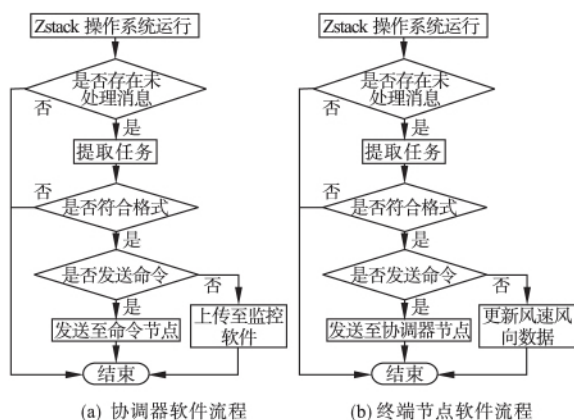 Zstack 操作系统运行
是否存在未
处理消息
否
是
提取任务
否
是否符合格式
是
是否发送命令
否
是
发送至命令节点
上传至监控
软件
结束
(a) 协调器软件流程
Zstack 操作系统运行
是否存在未
处理消息
否
是
提取任务
否
是否符合格式
是
是否发送命令
否
是
发送至协调器节点
更新风速风
向数据
结束
(b) 终端节点软件流程